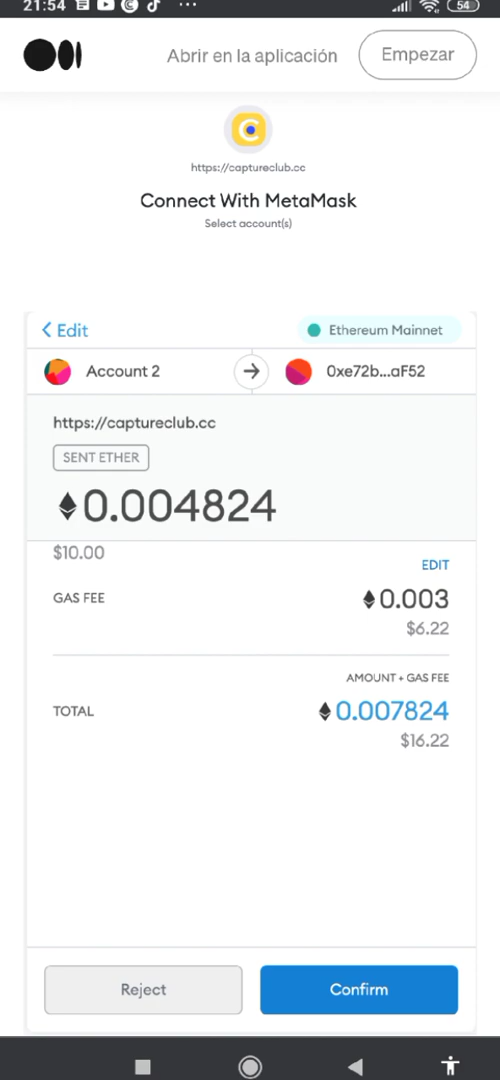 21:54
54
Abrir en la aplicación
Empezar
https://captureclub.cc
Connect With MetaMask
Select account(s)
Edit
Ethereum Mainnet
Account 2
0xe72b...aF52
https://captureclub.cc
SENT ETHER
0.004824
$10.00
EDIT
GAS FEE
0.003
$6.22
AMOUNT + GAS FEE
TOTAL
0.007824
$16.22
Reject
Confirm